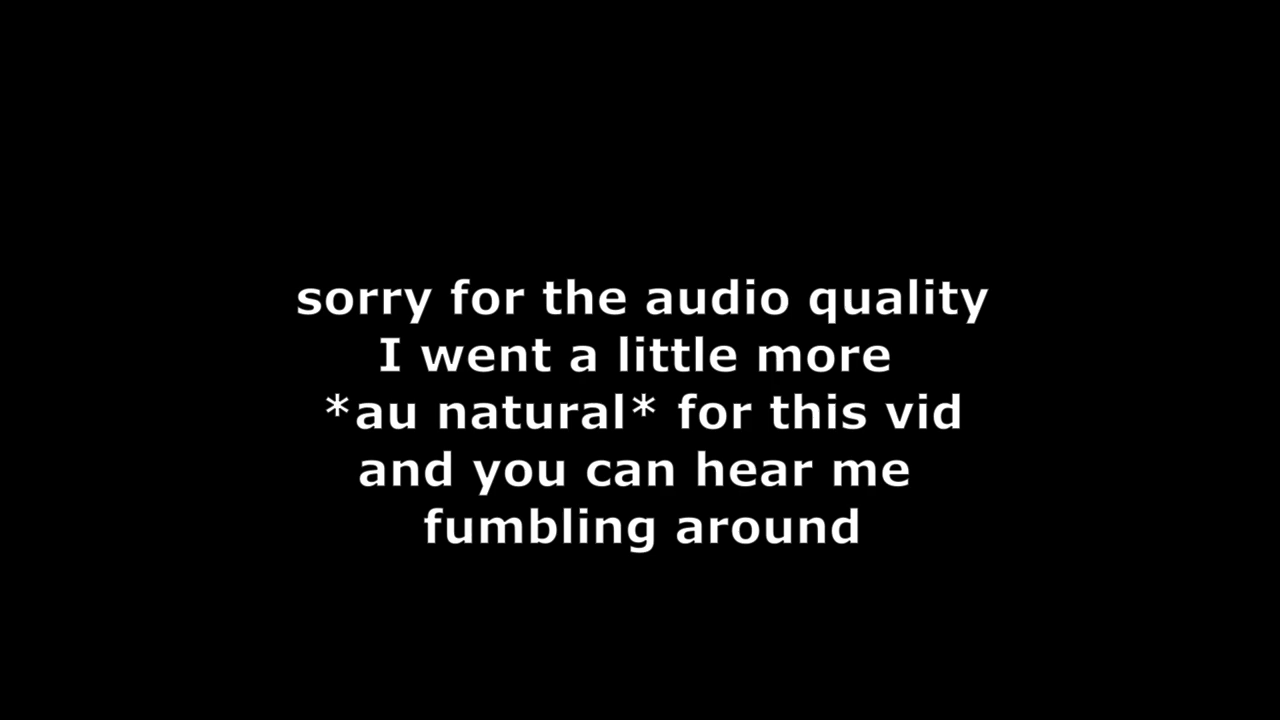 sorry for the audio quality
I went a little more
*au natural* for this vid
and you can hear me
fumbling around